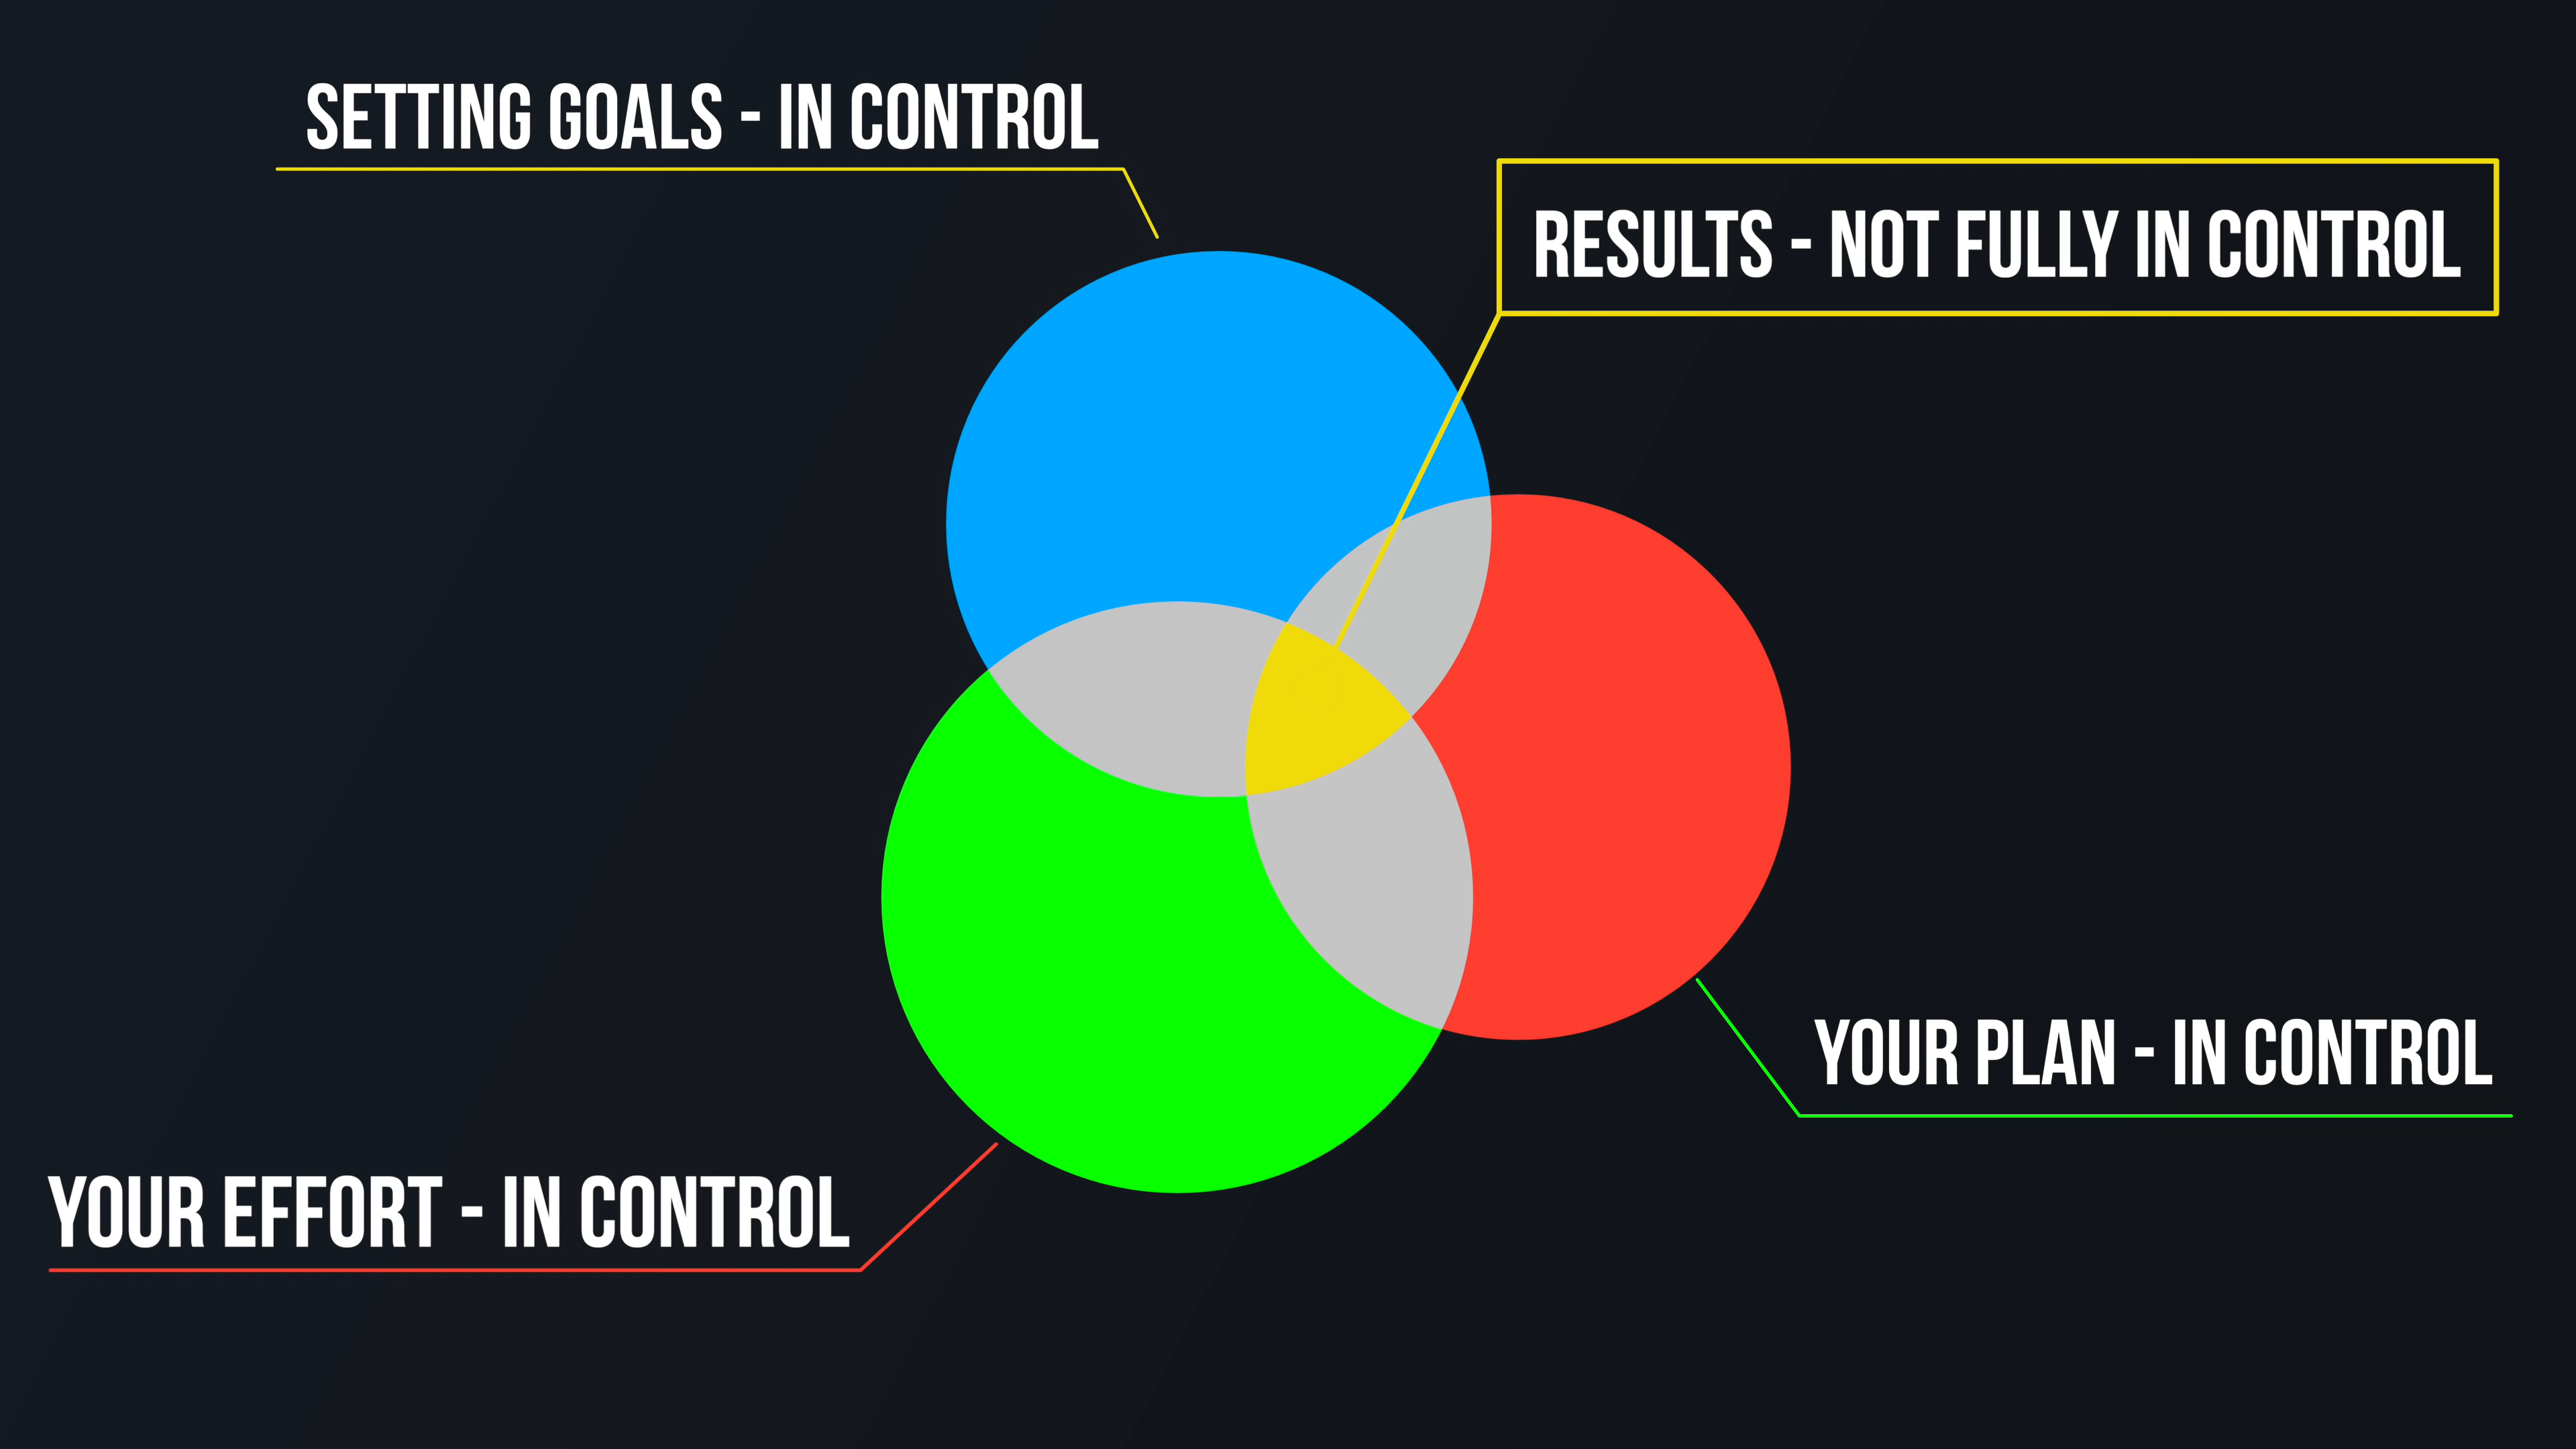 SETTING GOALS - IN CONTROL
RESULTS - NOT FULLY IN CONTROL
YOUR PLAN - IN CONTROL
YOUR EFFORT - IN CONTROL